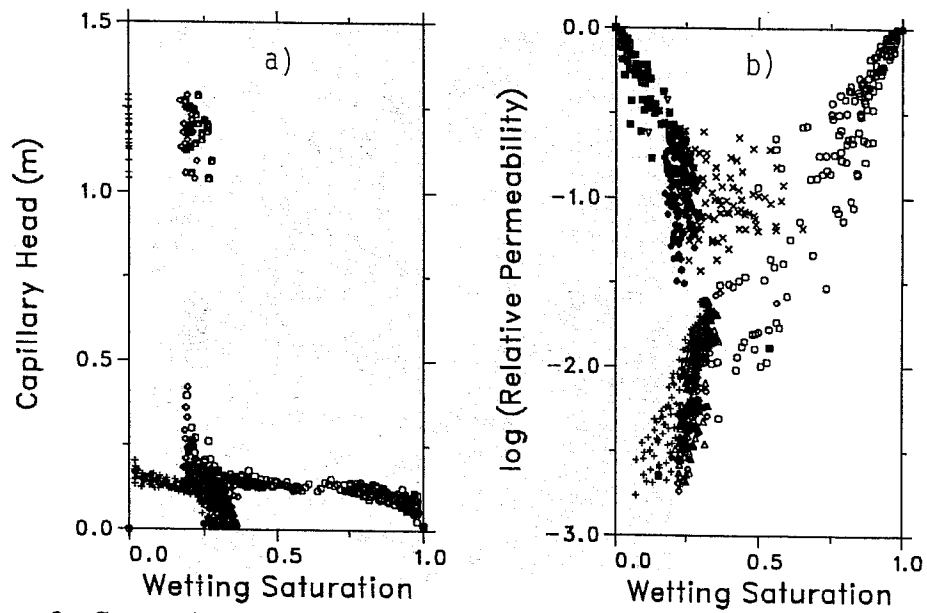 1.5
a)
Capillary Head (m)
1.0
0.5
0.0
0.0 0.5 1.0
Wetting Saturation
0.0
b)
log (Relative Permeability)
-1.0
-2.0
-3.0
0.0 0.5 1.0
Wetting Saturation